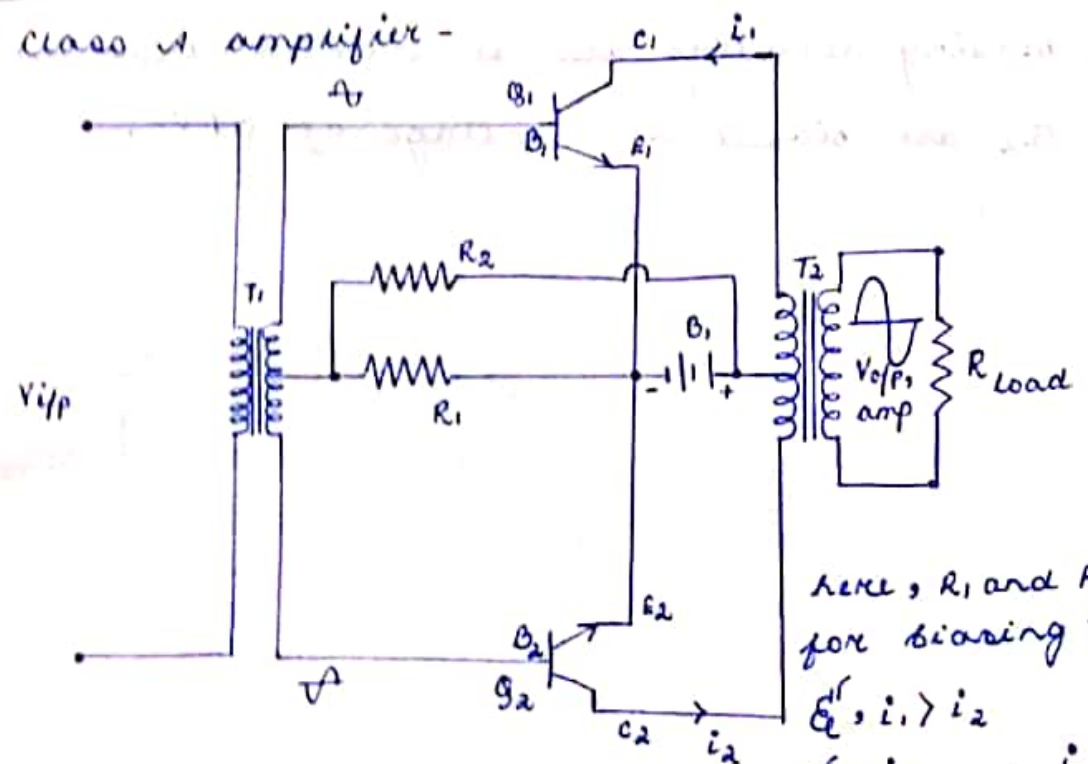 Class A amplifier -
C1 i1
Q1
B1
E1
R2
T1
T2
B1
- +
Vi/p
R1
Vo/p,
amp
R Load
here, R1 and
for biasing
E2
B2
Q2
i1 > i2
C2 i2